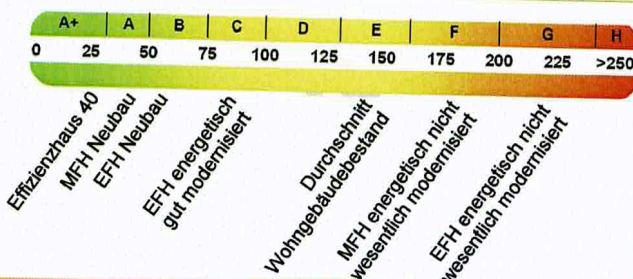 A+ A B C D E F G H
0 25 50 75 100 125 150 175 200 225 >250
Effizienzhaus 40
MFH Neubau
EFH Neubau
EFH energetisch
gut modernisiert
Durchschnitt
Wohngebäudebestand
MFH energetisch nicht
wesentlich modernisiert
EFH energetisch nicht
wesentlich modernisiert